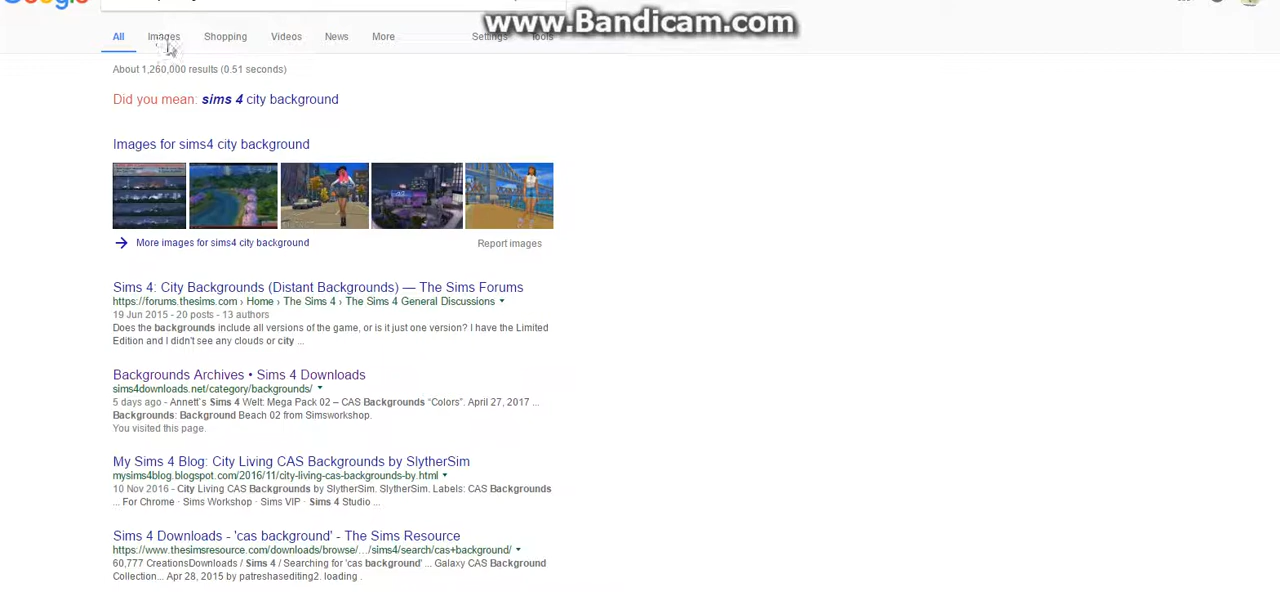 Google
www.Bandicam.com
All Images Shopping Videos News More Settings Tools
About 1,260,000 results (0.51 seconds)
Did you mean: sims 4 city background
Images for sims4 city background
More images for sims4 city background Report images
Sims 4: City Backgrounds (Distant Backgrounds) — The Sims Forums
https://forums.thesims.com › Home › The Sims 4 › The Sims 4 General Discussions
19 Jun 2015 - 20 posts - 13 authors
Does the backgrounds include all versions of the game, or is it just one version? I have the Limited
Edition and I didn't see any clouds or city ...
Backgrounds Archives • Sims 4 Downloads
sims4downloads.net/category/backgrounds/
5 days ago - Annett`s Sims 4 Welt: Mega Pack 02 – CAS Backgrounds “Colors”. April 27, 2017 ...
Backgrounds: Background Beach 02 from Simsworkshop.
You visited this page.
My Sims 4 Blog: City Living CAS Backgrounds by SlytherSim
mysims4blog.blogspot.com/2016/11/city-living-cas-backgrounds-by.html
10 Nov 2016 - City Living CAS Backgrounds by SlytherSim. SlytherSim. Labels: CAS Backgrounds
... For Chrome · Sims Workshop · Sims VIP · Sims 4 Studio ...
Sims 4 Downloads - 'cas background' - The Sims Resource
https://www.thesimsresource.com/downloads/browse/.../sims4/search/cas+background/
60,777 CreationsDownloads / Sims 4 / Searching for 'cas background' ... Galaxy CAS Background
Collection... Apr 28, 2015 by patreshasediting2. loading .